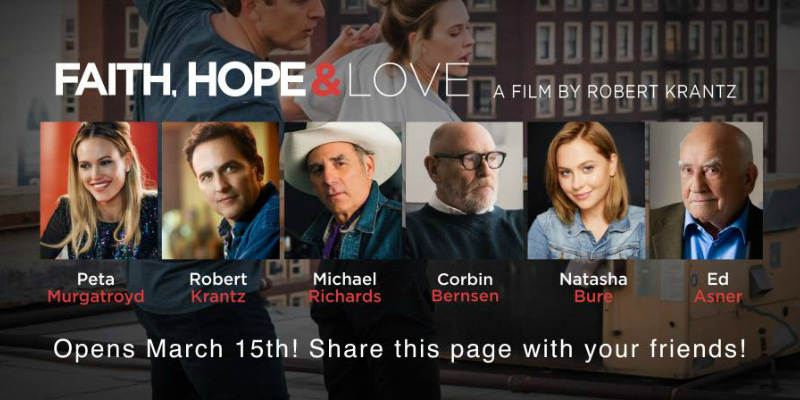 FAITH, HOPE & LOVE A FILM BY ROBERT KRANTZ
Peta Murgatroyd
Robert Krantz
Michael Richards
Corbin Bernsen
Natasha Bure
Ed Asner
Opens March 15th! Share this page with your friends!